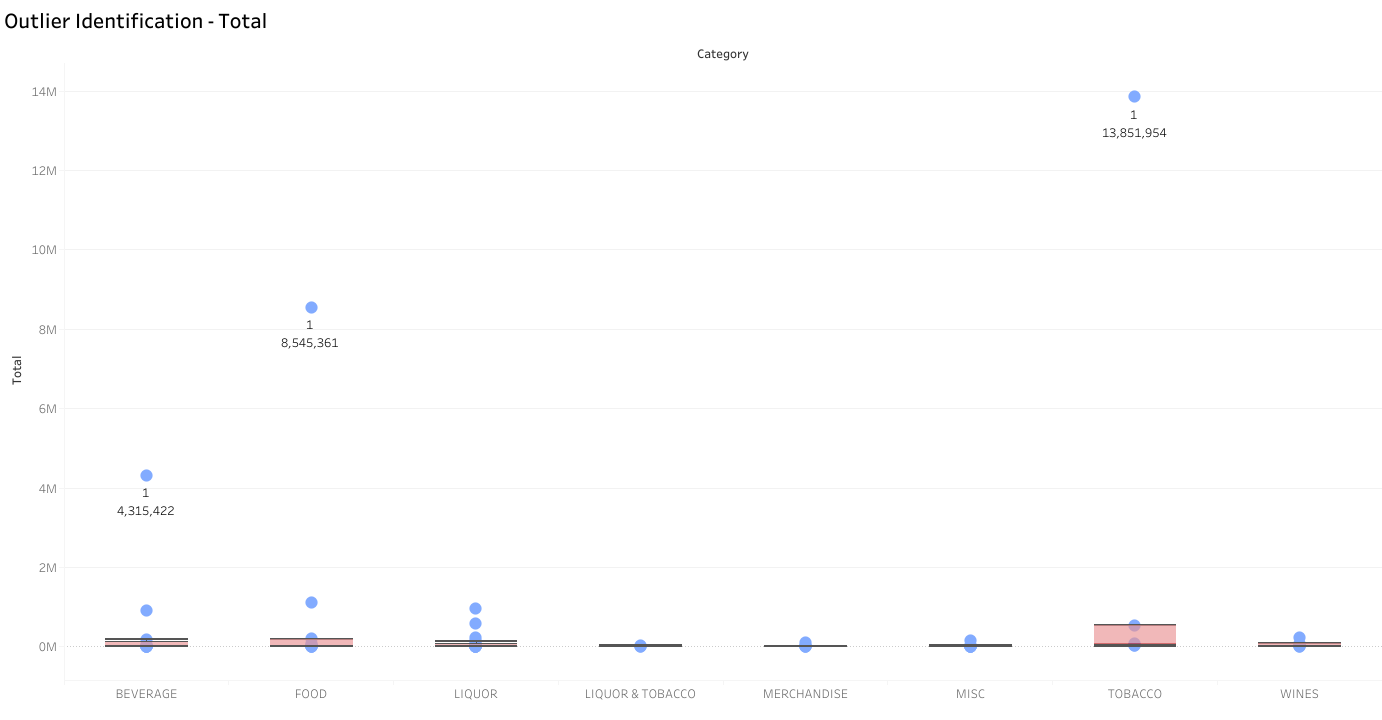 Outlier Identification - Total
Category
14M
1
13,851,954
12M
10M
8M
1
8,545,361
Total
6M
4M
1
4,315,422
2M
0M
BEVERAGE
FOOD
LIQUOR
LIQUOR & TOBACCO
MERCHANDISE
MISC
TOBACCO
WINES